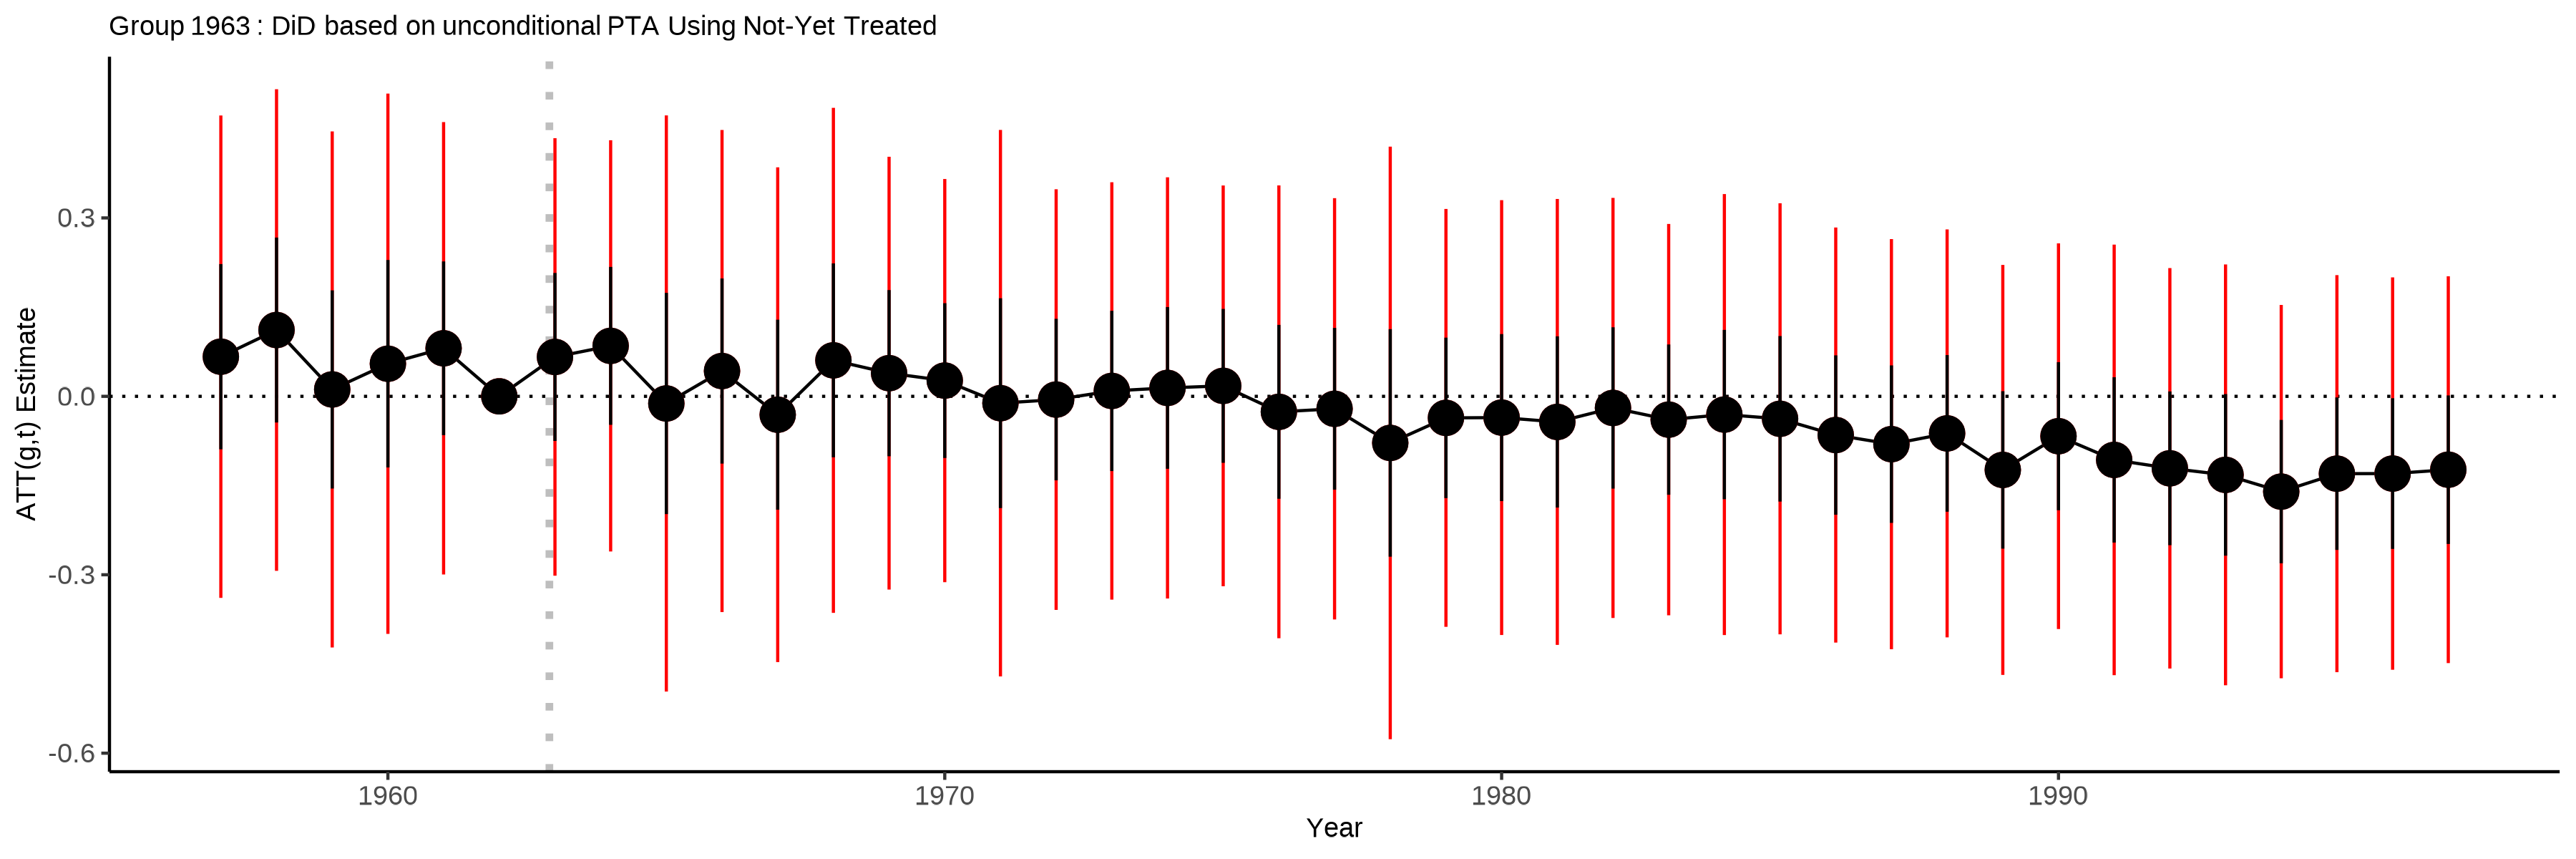 Group 1963 : DiD based on unconditional PTA Using Not-Yet Treated
ATT(g,t) Estimate
0.3
0.0
-0.3
-0.6
1960 1970 1980 1990
Year